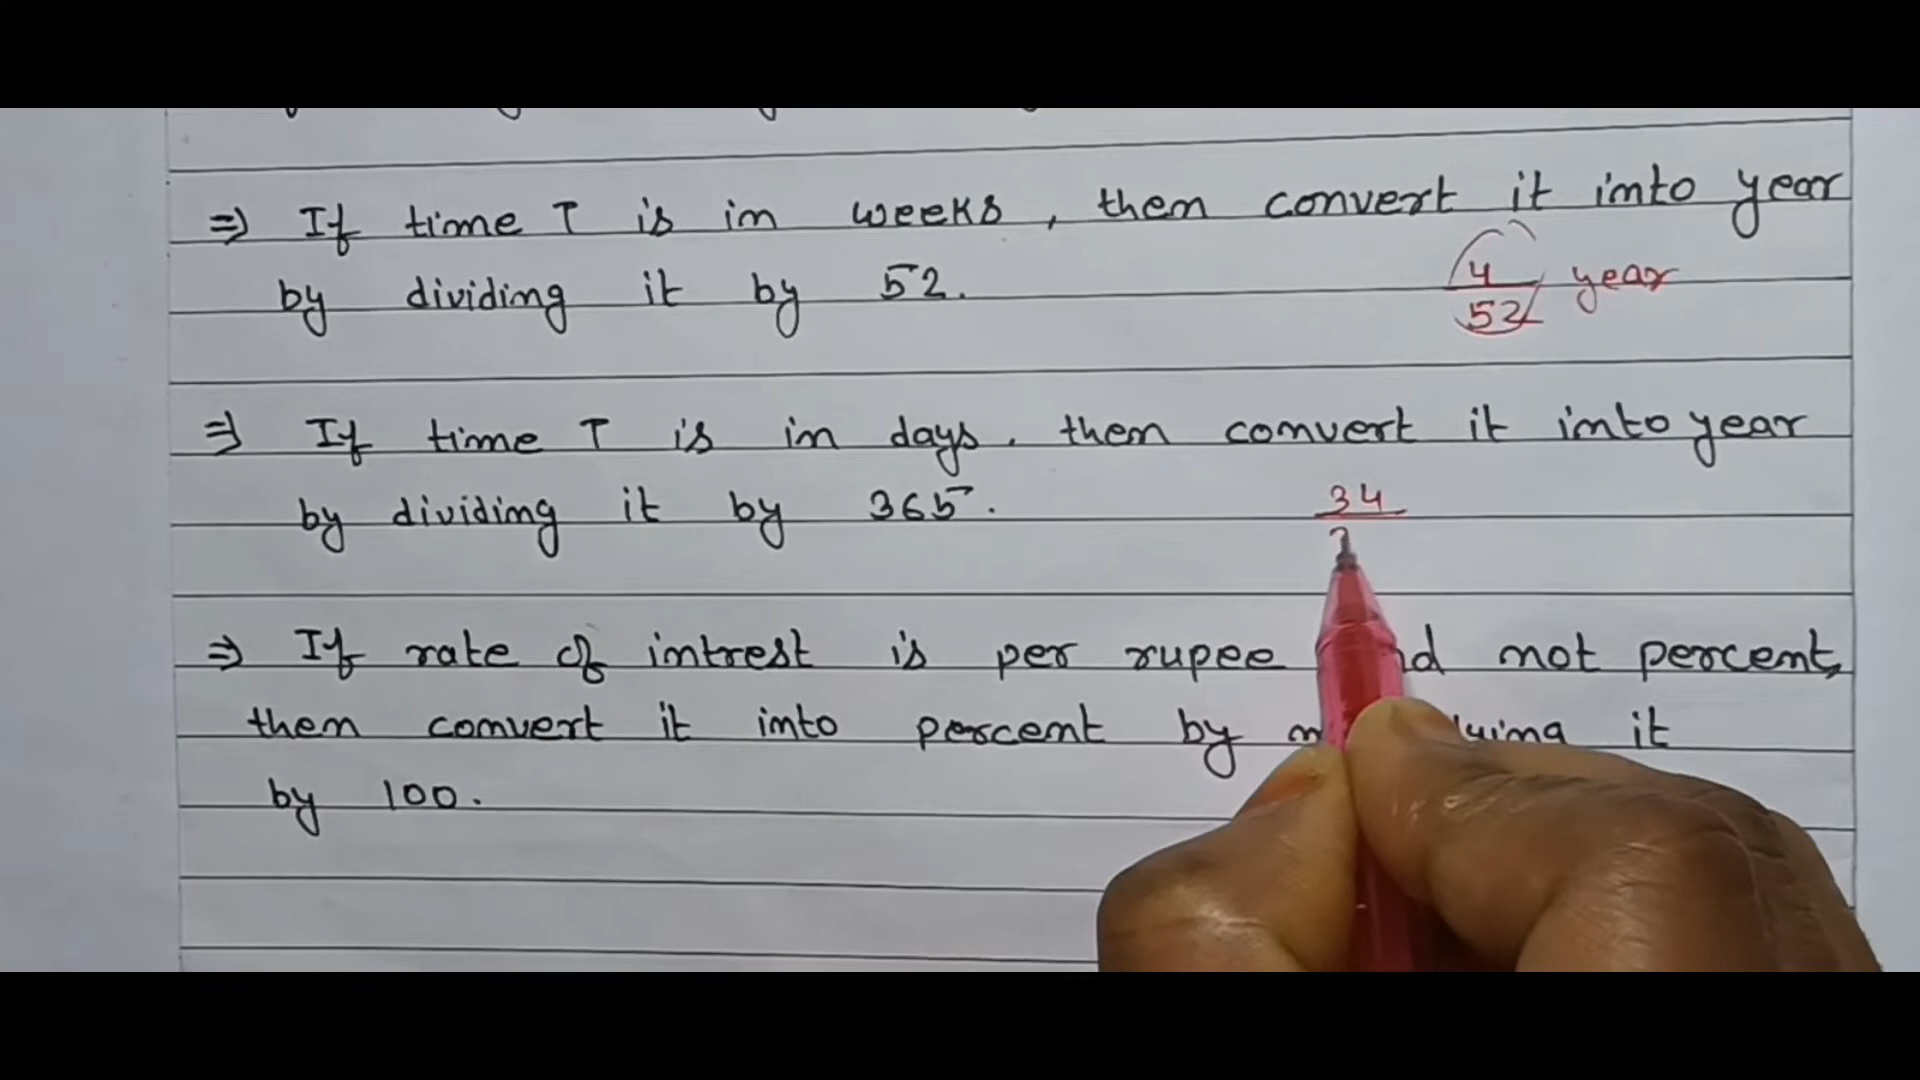 ⇒ If time T is in weeks, then convert it into year
by dividing it by 52.
4
52
year
⇒ If time T is in days, then convert it into year
by dividing it by 365.
34
⇒ If rate of intrest is per rupee not percent,
then convert it into percent by it
by 100.